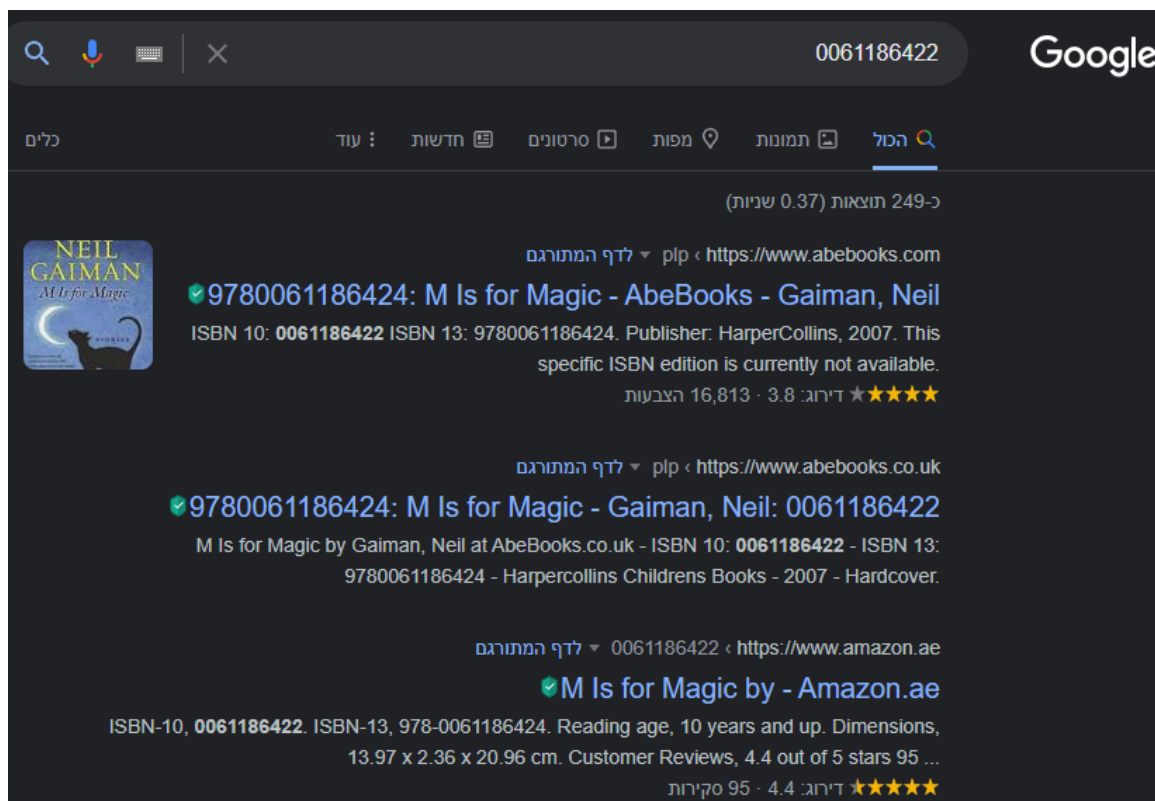 0061186422
Google
הכול תמונות מפות סרטונים חדשות עוד כלים
כ-249 תוצאות (0.37 שניות)
NEIL
GAIMAN
M Is for Magic
STORIES
https://www.abebooks.com › plp לדף המתורגם
9780061186424: M Is for Magic - AbeBooks - Gaiman, Neil
ISBN 10: 0061186422 ISBN 13: 9780061186424. Publisher: HarperCollins, 2007. This
specific ISBN edition is currently not available.
דירוג: 3.8 · 16,813 הצבעות
https://www.abebooks.co.uk › plp לדף המתורגם
9780061186424: M Is for Magic - Gaiman, Neil: 0061186422
M Is for Magic by Gaiman, Neil at AbeBooks.co.uk - ISBN 10: 0061186422 - ISBN 13:
9780061186424 - Harpercollins Childrens Books - 2007 - Hardcover.
https://www.amazon.ae › 0061186422 לדף המתורגם
M Is for Magic by - Amazon.ae
ISBN-10, 0061186422. ISBN-13, 978-0061186424. Reading age, 10 years and up. Dimensions,
13.97 x 2.36 x 20.96 cm. Customer Reviews, 4.4 out of 5 stars 95 ...
דירוג: 4.4 · 95 סקירות